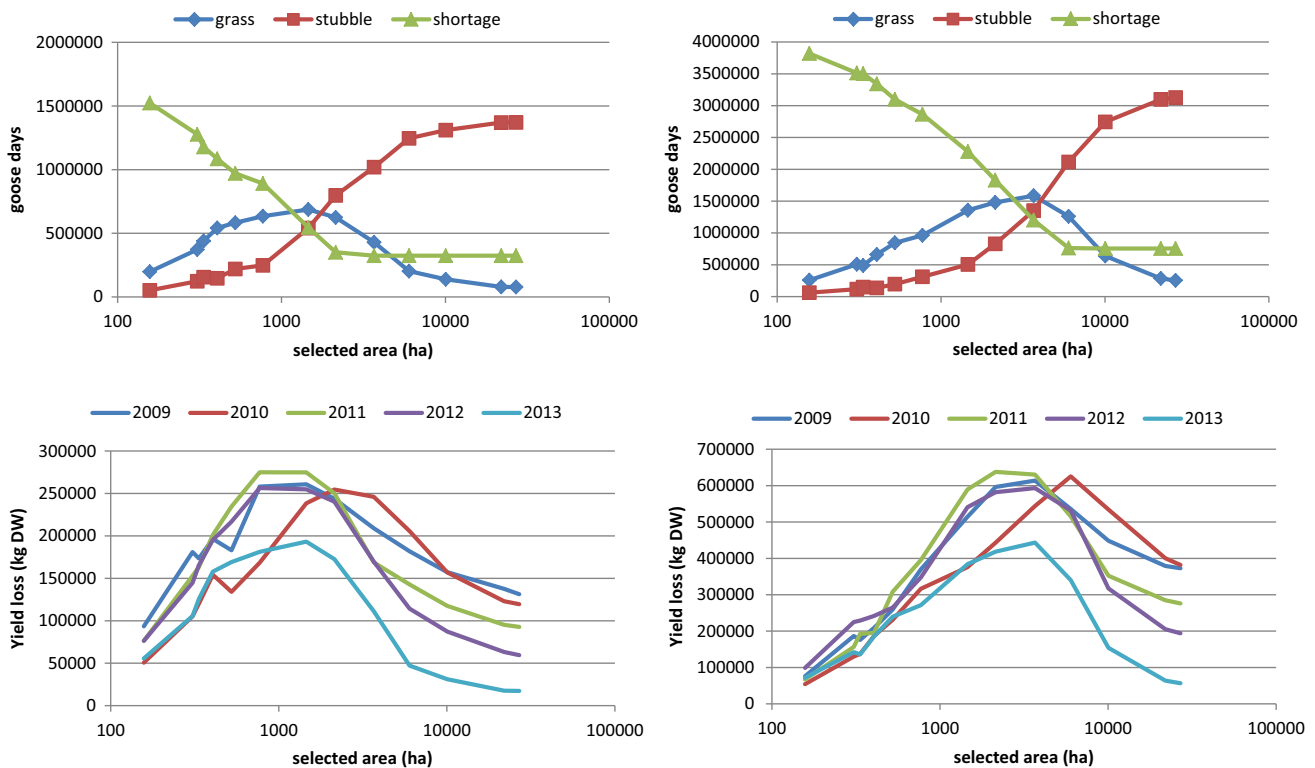 grass stubble shortage
2000000
1500000
1000000
500000
0
goose days
100 1000 10000 100000
selected area (ha)
grass stubble shortage
4000000
3500000
3000000
2500000
2000000
1500000
1000000
500000
0
goose days
100 1000 10000 100000
selected area (ha)
2009 2010 2011 2012 2013
300000
250000
200000
150000
100000
50000
0
Yield loss (kg DW)
100 1000 10000 100000
selected area (ha)
2009 2010 2011 2012 2013
700000
600000
500000
400000
300000
200000
100000
0
Yield loss (kg DW)
100 1000 10000 100000
selected area (ha)